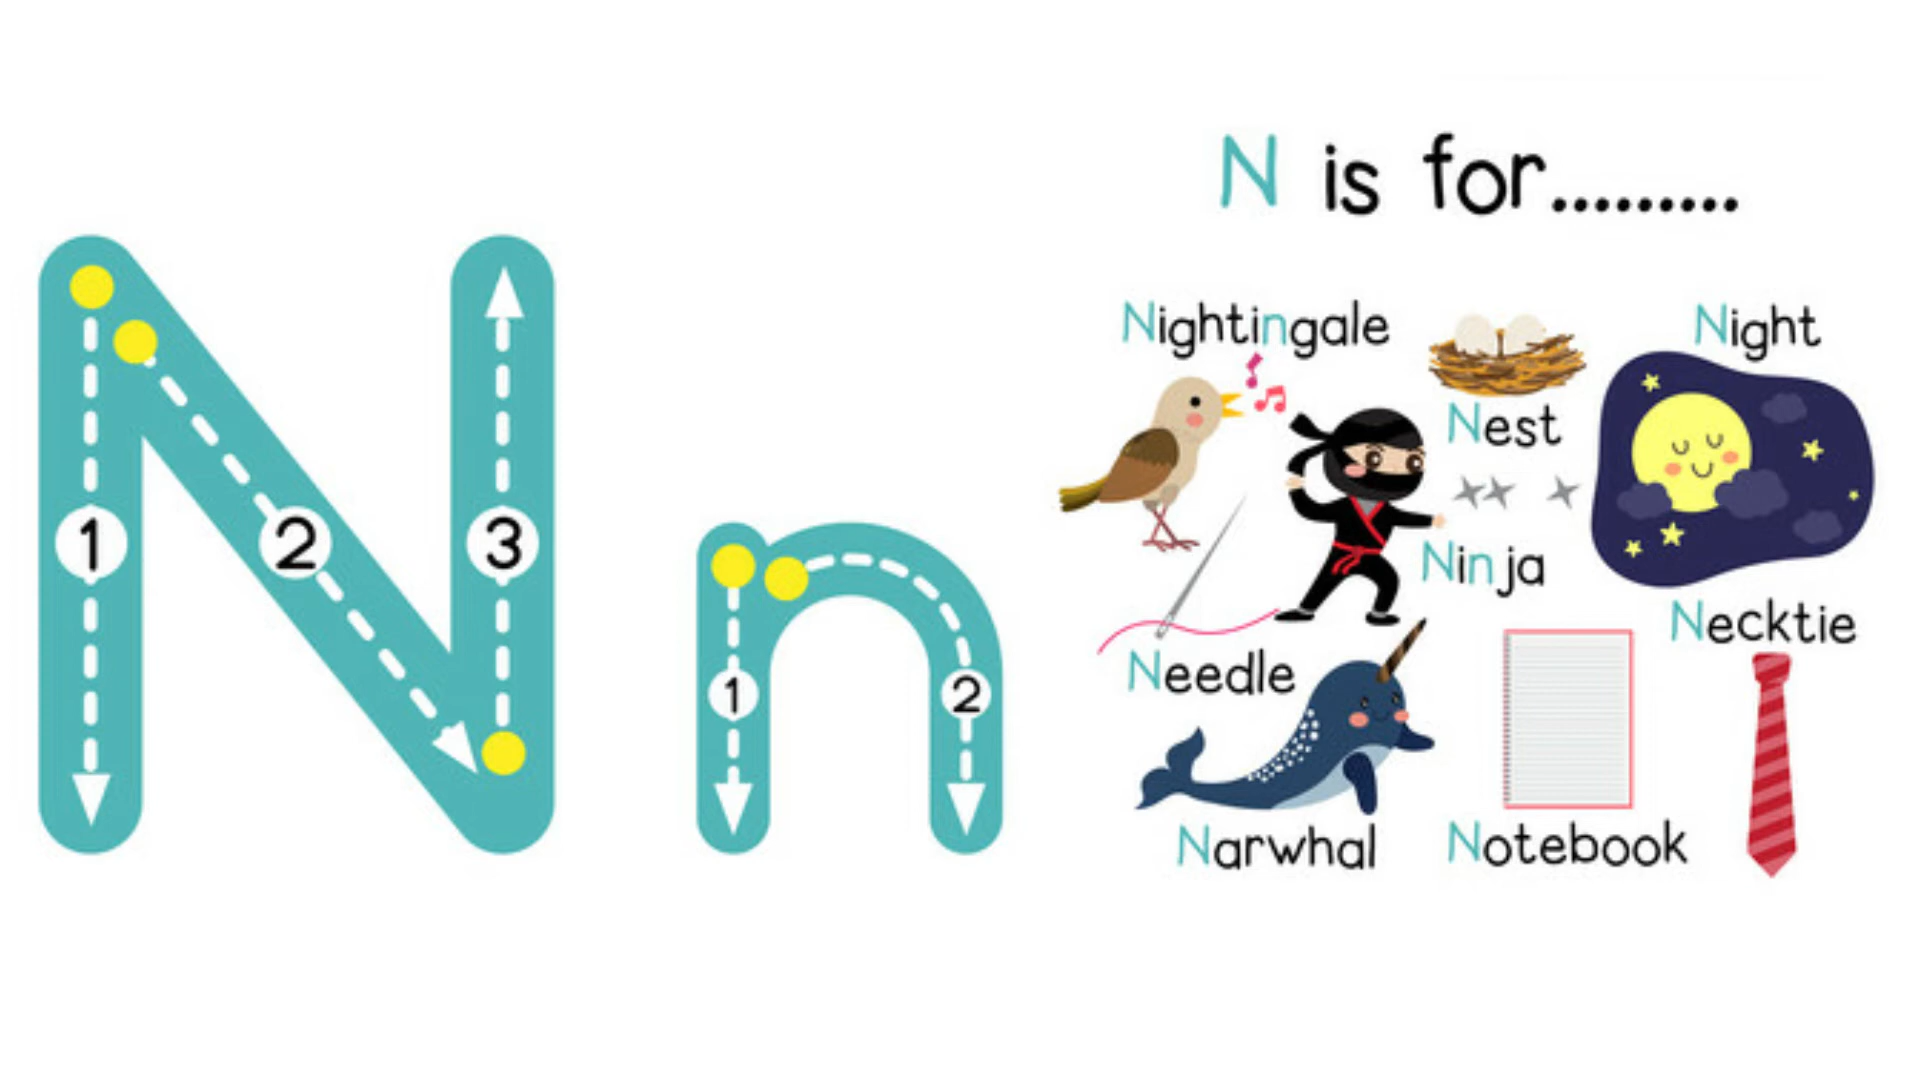 N is for.........
1 2 3
1 2
Nightingale
Nest
Night
Ninja
Needle
Necktie
Narwhal
Notebook